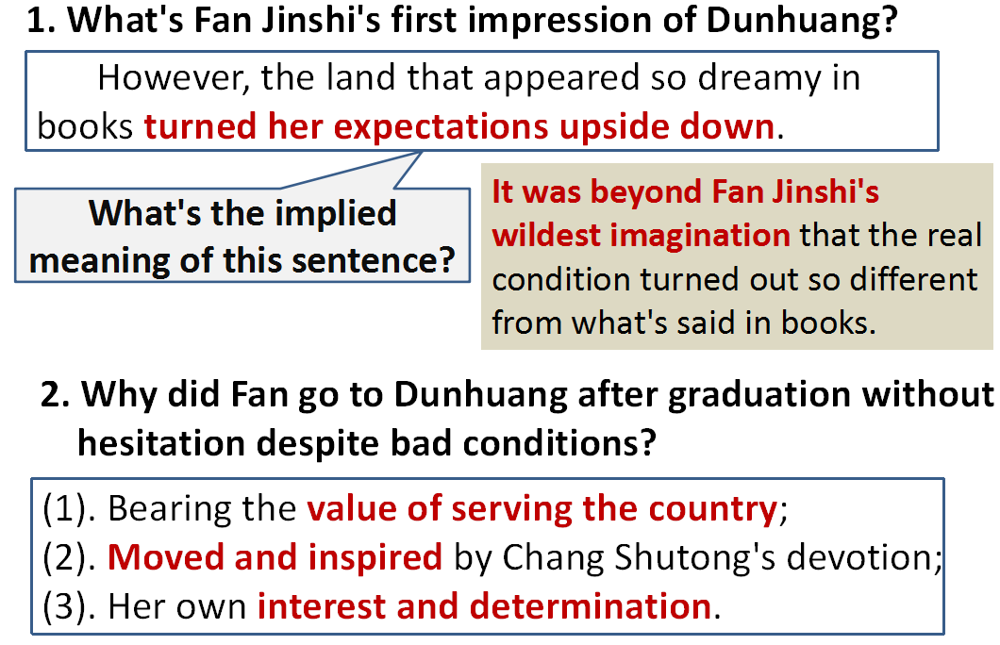 1. What's Fan Jinshi's first impression of Dunhuang?
However, the land that appeared so dreamy in
books turned her expectations upside down.
What's the implied
meaning of this sentence?
It was beyond Fan Jinshi's
wildest imagination that the real
condition turned out so different
from what's said in books.
2. Why did Fan go to Dunhuang after graduation without
hesitation despite bad conditions?
(1). Bearing the value of serving the country;
(2). Moved and inspired by Chang Shutong's devotion;
(3). Her own interest and determination.